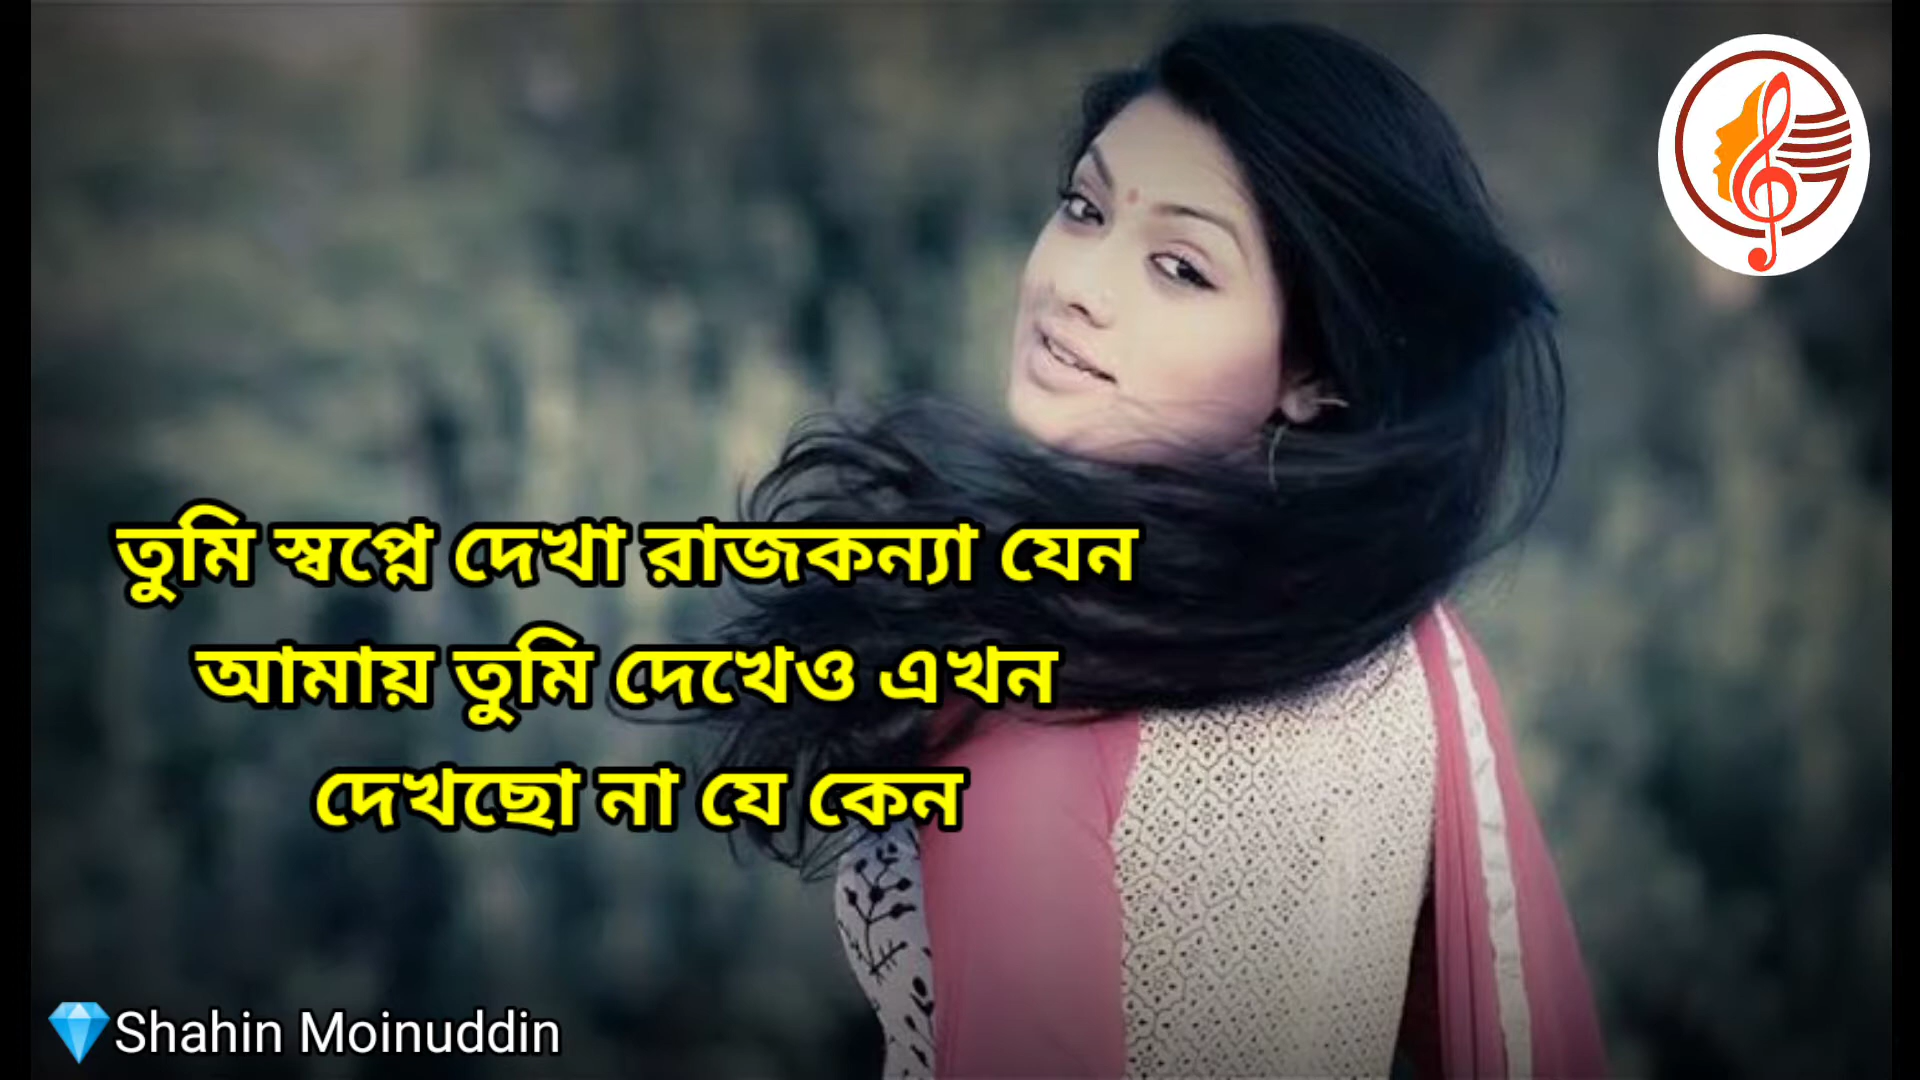 তুমি স্বপ্নে দেখা রাজকন্যা যেন
আমায় তুমি দেখেও এখন
দেখছো না যে কেন
Shahin Moinuddin